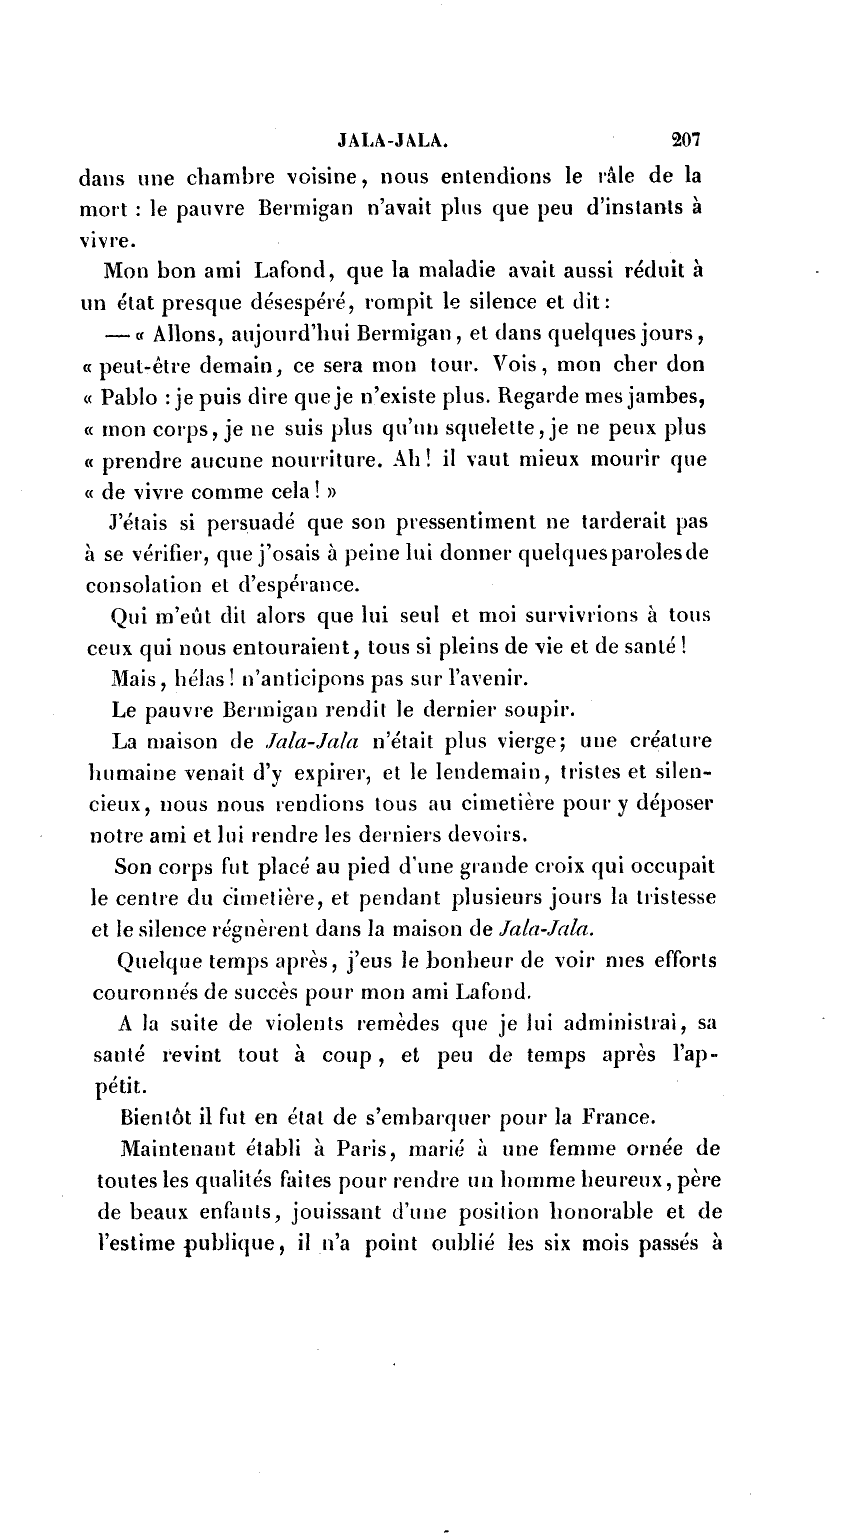 JALA-JALA. 207
dans une chambre voisine, nous entendions le râle de la
mort : le pauvre Bermigan n'avait plus que peu d'instants à
vivre.
Mon bon ami Lafond, que la maladie avait aussi réduit à
un état presque désespéré, rompit le silence et dit:
— « Allons, aujourd'hui Bermigan, et dans quelques jours,
« peut-être demain, ce sera mon tour. Vois, mon cher don
« Pablo : je puis dire que je n'existe plus. Regarde mes jambes,
« mon corps, je ne suis plus qu'un squelette, je ne peux plus
« prendre aucune nourriture. Ah! il vaut mieux mourir que
« de vivre comme cela! »
J'étais si persuadé que son pressentiment ne tarderait pas
à se vérifier, que j'osais à peine lui donner quelques paroles de
consolation et d'espérance.
Qui m'eût dit alors que lui seul et moi survivrions à tous
ceux qui nous entouraient, tous si pleins de vie et de santé!
Mais, hélas! n'anticipons pas sur l'avenir.
Le pauvre Bermigan rendit le dernier soupir.
La maison de Jala-Jala n'était plus vierge; une créature
humaine venait d'y expirer, et le lendemain, tristes et silen-
cieux, nous nous rendions tous au cimetière pour y déposer
notre ami et lui rendre les derniers devoirs.
Son corps fut placé au pied d'une grande croix qui occupait
le centre du cimetière, et pendant plusieurs jours la tristesse
et le silence régnèrent dans la maison de Jala-Jala.
Quelque temps après, j'eus le bonheur de voir mes efforts
couronnés de succès pour mon ami Lafond.
A la suite de violents remèdes que je lui administrai, sa
santé revint tout à coup, et peu de temps après l'ap-
pétit.
Bientôt il fut en état de s'embarquer pour la France.
Maintenant établi à Paris, marié à une femme ornée de
toutes les qualités faites pour rendre un homme heureux, père
de beaux enfants, jouissant d'une position honorable et de
l'estime publique, il n'a point oublié les six mois passés à